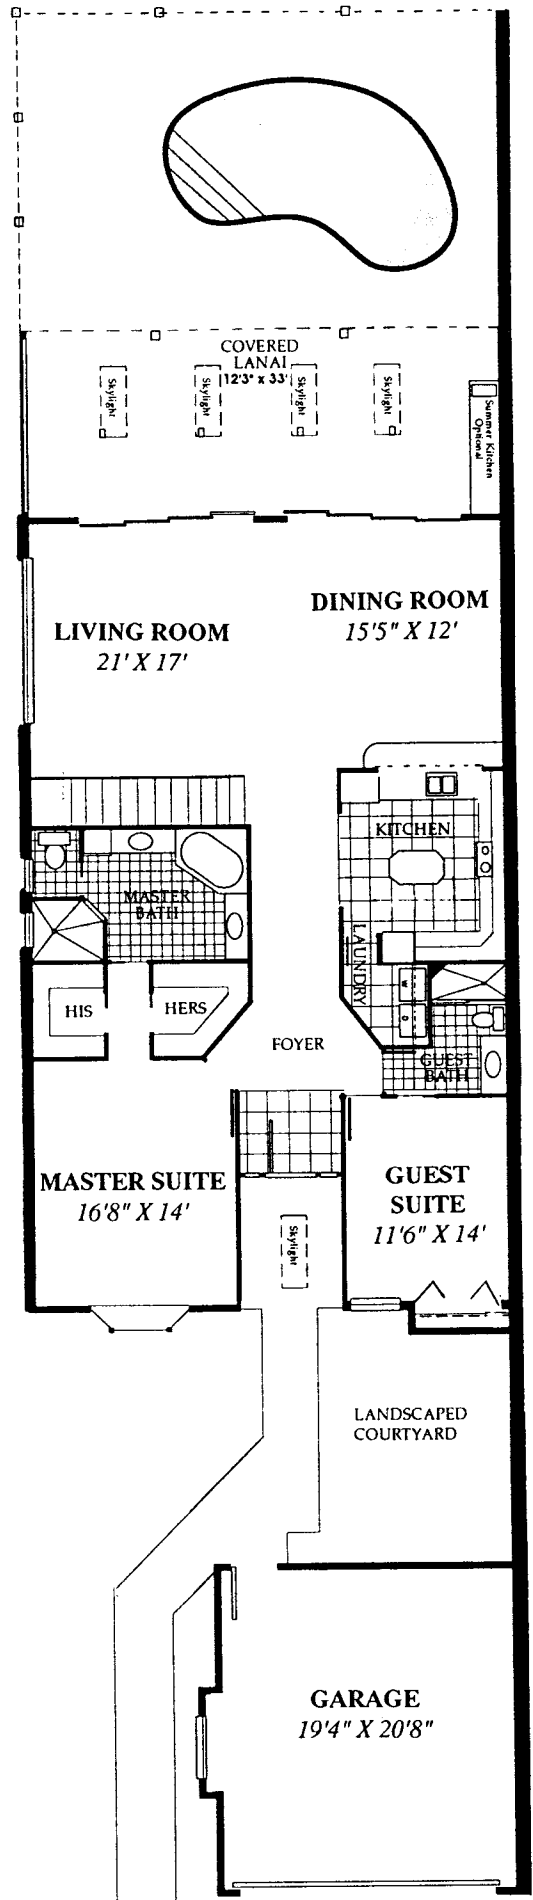 COVERED
LANAI
12'3" x 33'
Skylight
Skylight
Skylight
Skylight
Summer Kitchen
Optional
DINING ROOM
15'5" X 12'
LIVING ROOM
21' X 17'
KITCHEN
MASTER
BATH
LAUNDRY
W
D
HIS
HERS
FOYER
GUEST
BATH
MASTER SUITE
16'8" X 14'
GUEST
SUITE
11'6" X 14'
Skylight
LANDSCAPED
COURTYARD
GARAGE
19'4" X 20'8"